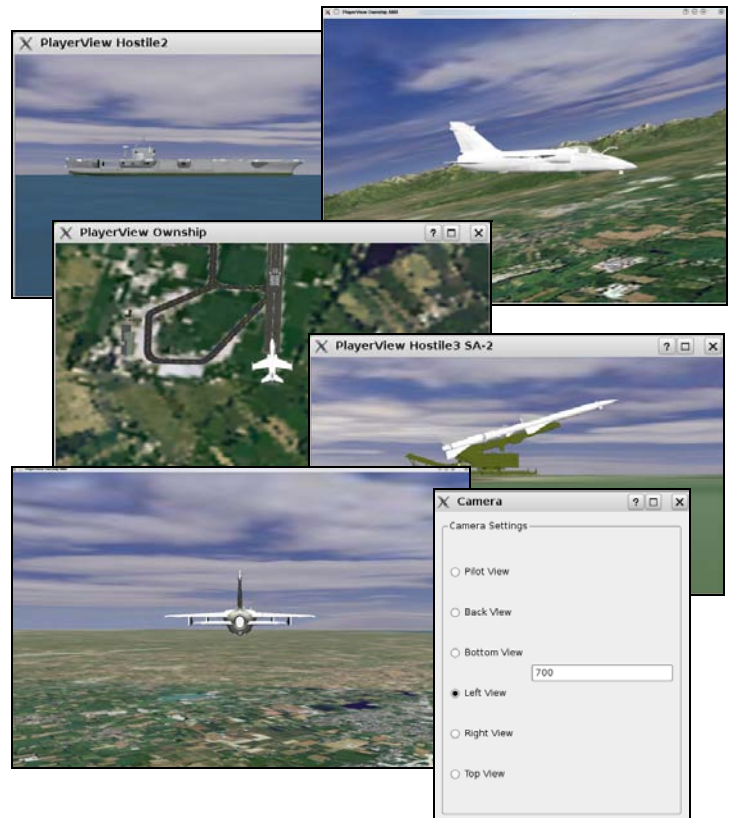 PlayerView Hostile2
PlayerView Ownship
PlayerView Hostile3 SA-2
Camera
Camera Settings
Pilot View
Back View
Bottom View
700
Left View
Right View
Top View